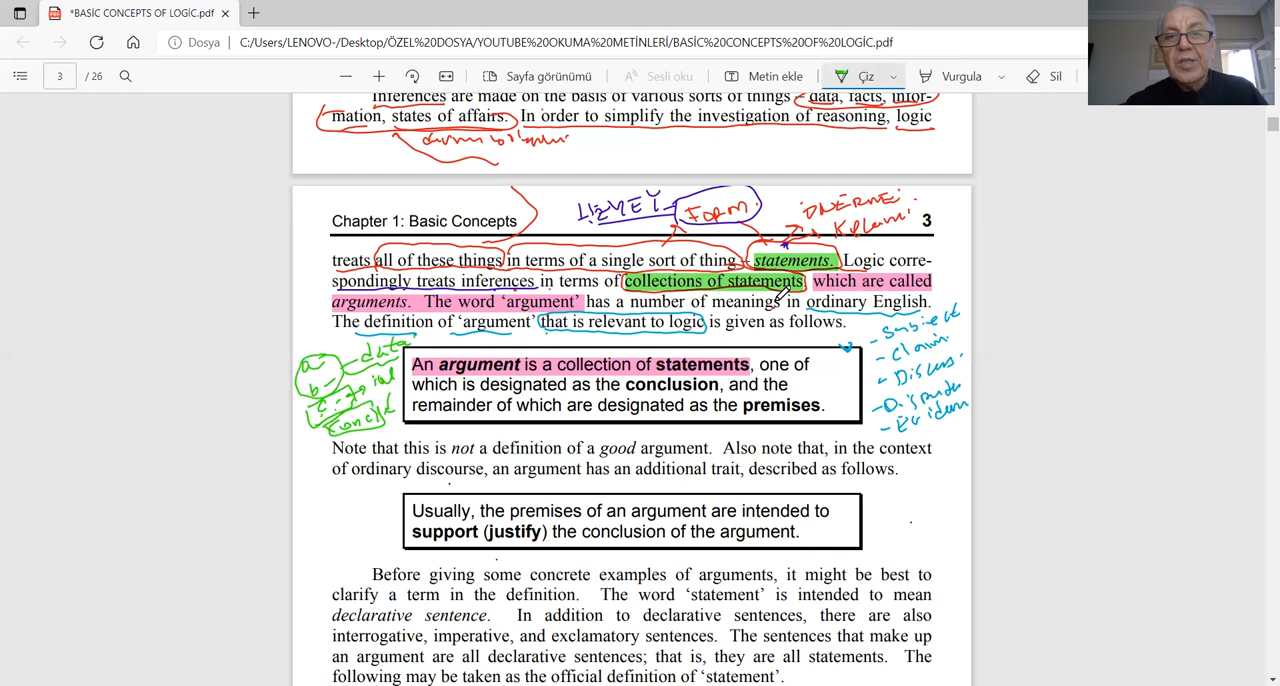 *BASIC CONCEPTS OF LOGIC.pdf
Dosya
C:/Users/LENOVO-/Desktop/ÖZEL%20DOSYA/YOUTUBE%20OKUMA%20METİNLERİ/BASİC%20CONCEPTS%20OF%20LOGİC.pdf
3 / 26
Sayfa görünümü
Sesli oku
Metin ekle
Çiz
Vurgula
Sil
Inferences are made on the basis of various sorts of things – data, facts, infor-
mation, states of affairs. In order to simplify the investigation of reasoning, logic
FORM
Chapter 1: Basic Concepts 3
treats all of these things in terms of a single sort of thing – statements. Logic corre-
spondingly treats inferences in terms of collections of statements, which are called
arguments. The word ‘argument’ has a number of meanings in ordinary English.
The definition of ‘argument’ that is relevant to logic is given as follows.
- Subject
- Claim
- Discuss
- Dispute
- Eviden
a
b - data
An argument is a collection of statements, one of
which is designated as the conclusion, and the
remainder of which are designated as the premises.
Note that this is not a definition of a good argument. Also note that, in the context
of ordinary discourse, an argument has an additional trait, described as follows.
Usually, the premises of an argument are intended to
support (justify) the conclusion of the argument.
Before giving some concrete examples of arguments, it might be best to
clarify a term in the definition. The word ‘statement’ is intended to mean
declarative sentence. In addition to declarative sentences, there are also
interrogative, imperative, and exclamatory sentences. The sentences that make up
an argument are all declarative sentences; that is, they are all statements. The
following may be taken as the official definition of ‘statement’.